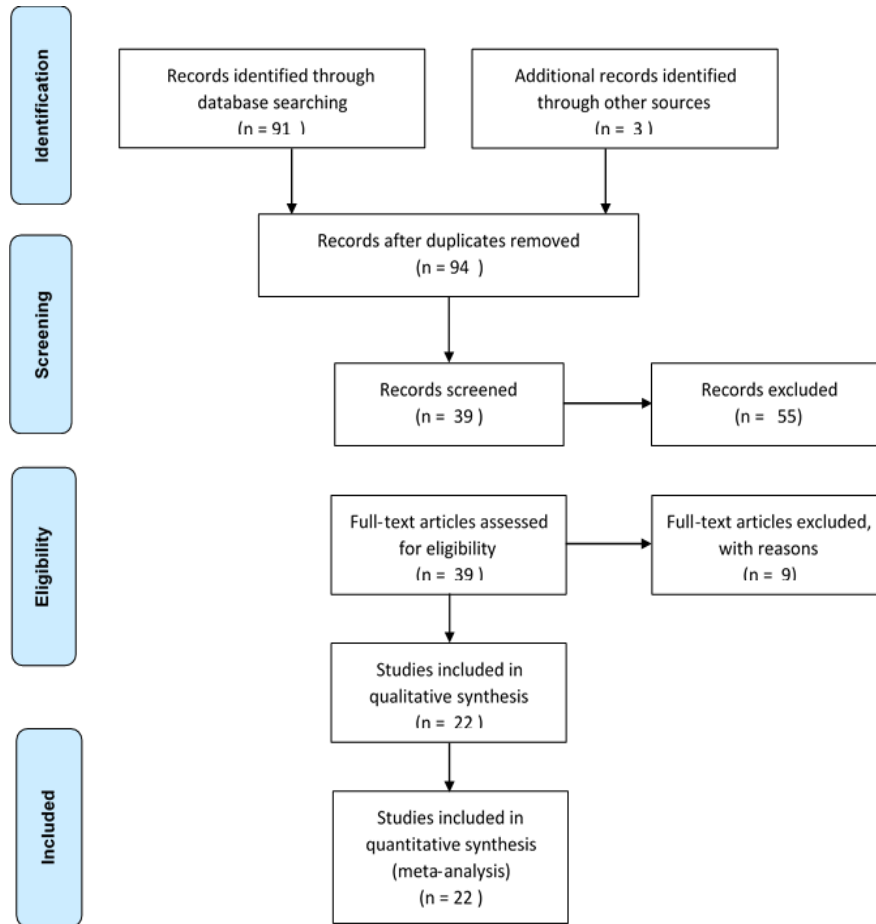 Identification
Records identified through
database searching
(n = 91 )
Additional records identified
through other sources
(n = 3 )
Records after duplicates removed
(n = 94 )
Screening
Records screened
(n = 39 )
Records excluded
(n = 55)
Eligibility
Full-text articles assessed
for eligibility
(n = 39 )
Full-text articles excluded,
with reasons
(n = 9)
Studies included in
qualitative synthesis
(n = 22 )
Included
Studies included in
quantitative synthesis
(meta-analysis)
(n = 22 )